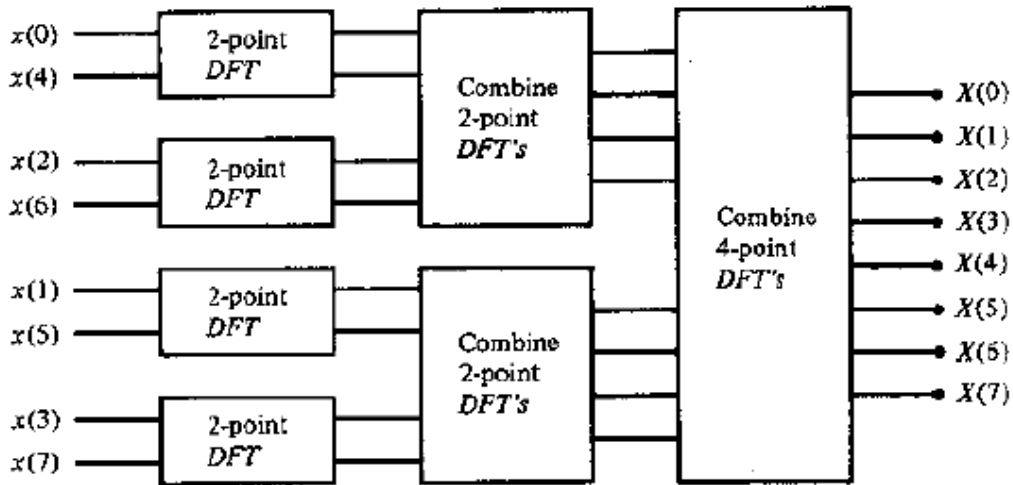 x(0)
x(4)
2-point
DFT
x(2)
x(6)
2-point
DFT
x(1)
x(5)
2-point
DFT
x(3)
x(7)
2-point
DFT
Combine
2-point
DFT's
Combine
2-point
DFT's
Combine
4-point
DFT's
X(0)
X(1)
X(2)
X(3)
X(4)
X(5)
X(6)
X(7)